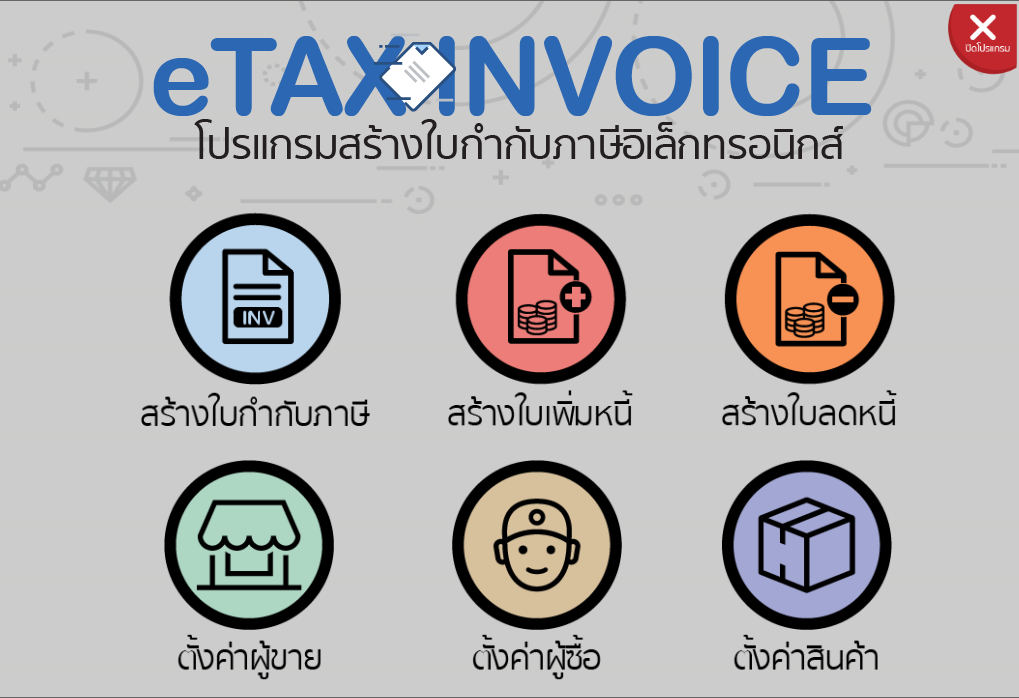 eTAX INVOICE
ปิดโปรแกรม
โปรแกรมสร้างใบกำกับภาษีอิเล็กทรอนิกส์
INV
สร้างใบกำกับภาษี
สร้างใบเพิ่มหนี้
สร้างใบลดหนี้
ตั้งค่าผู้ขาย
ตั้งค่าผู้ซื้อ
ตั้งค่าสินค้า